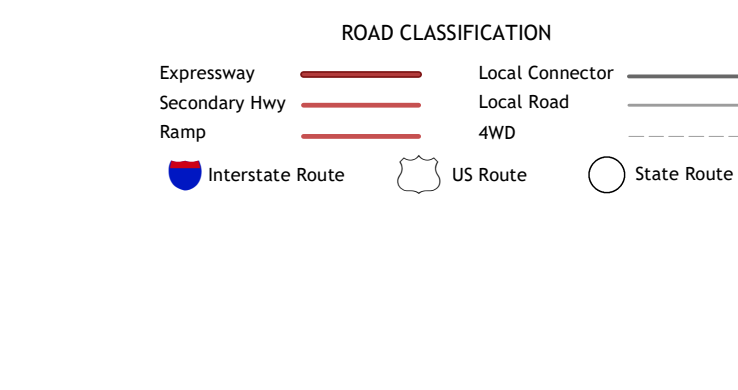 ROAD CLASSIFICATION
Expressway
Local Connector
Secondary Hwy
Local Road
Ramp
4WD
Interstate Route
US Route
State Route